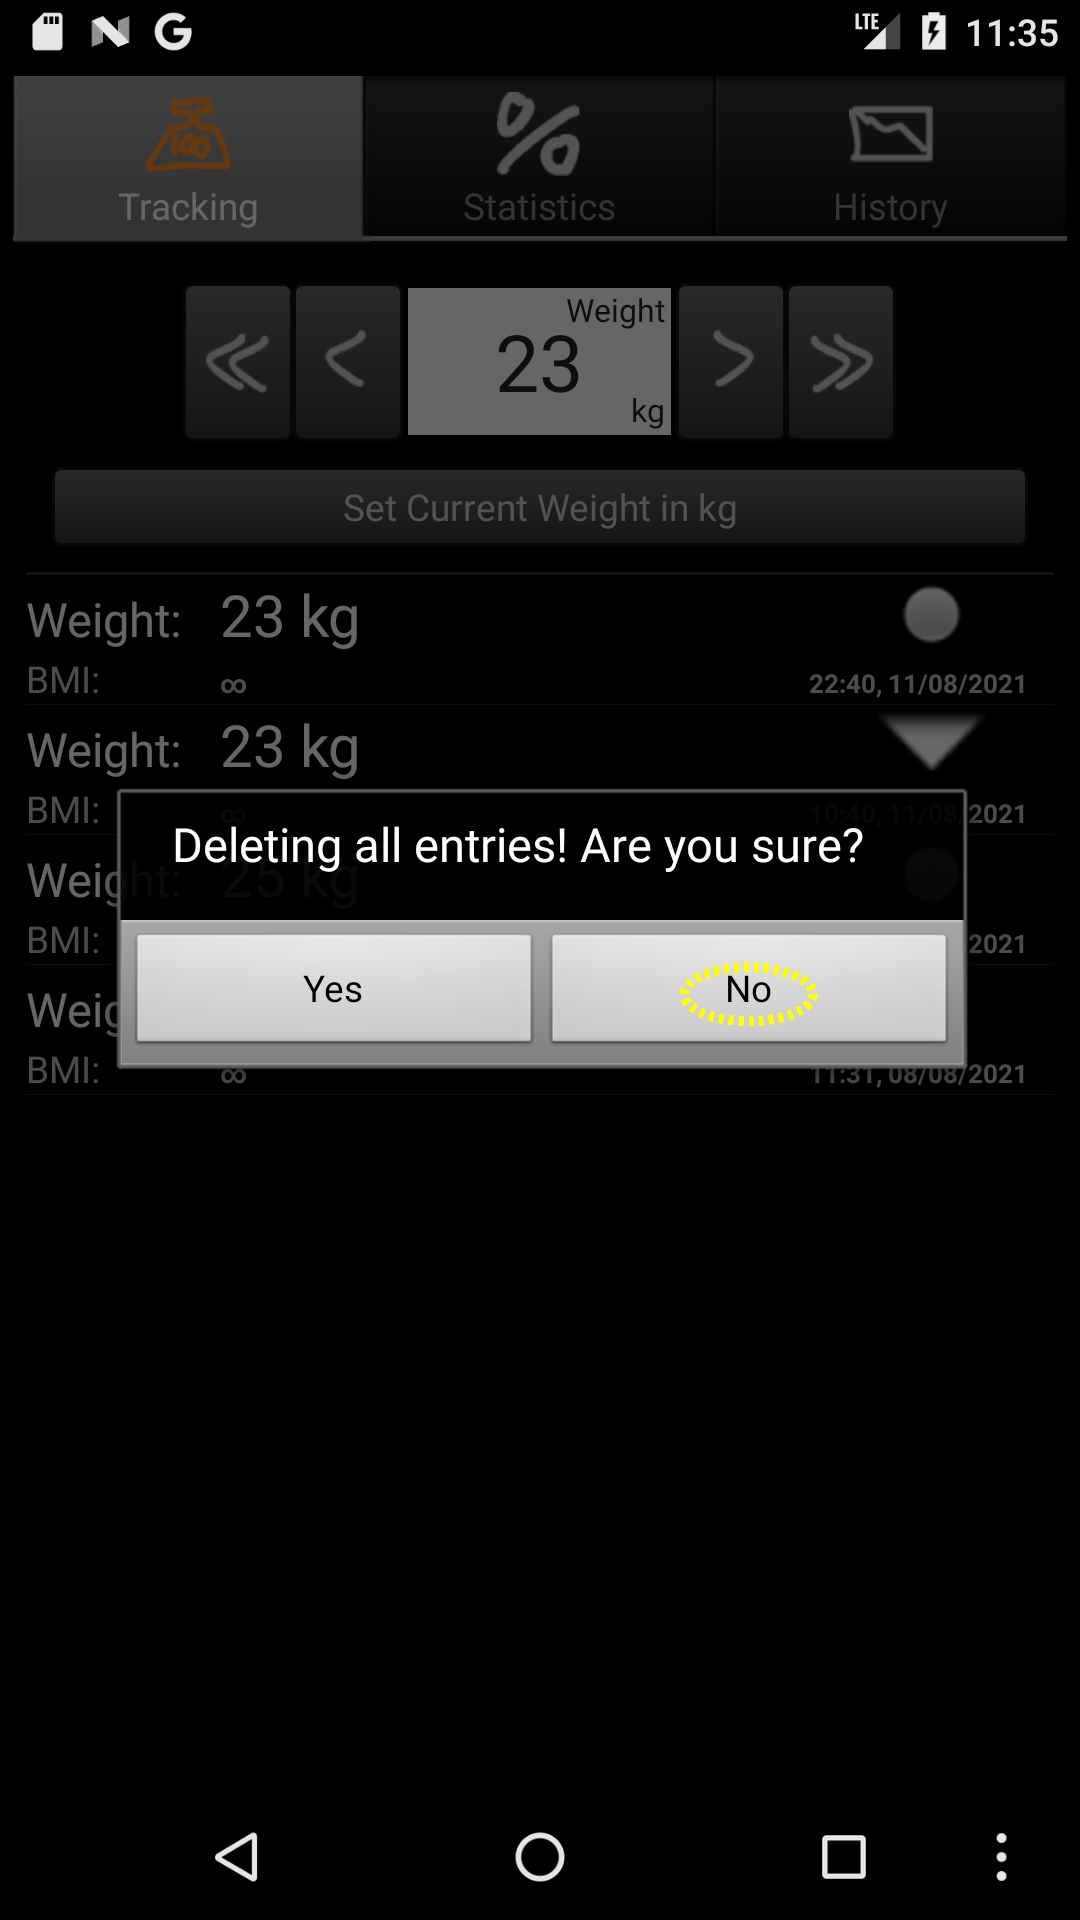 LTE 11:35
Tracking Statistics History
Weight
23
kg
Set Current Weight in kg
Weight: 23 kg
BMI: ∞ 22:40, 11/08/2021
Weight: 23 kg
BMI: ∞ 10:40, 11/08/2021
Deleting all entries! Are you sure?
Weight: 25 kg
BMI: 2021
Yes No
Weig
BMI: ∞ 11:31, 08/08/2021